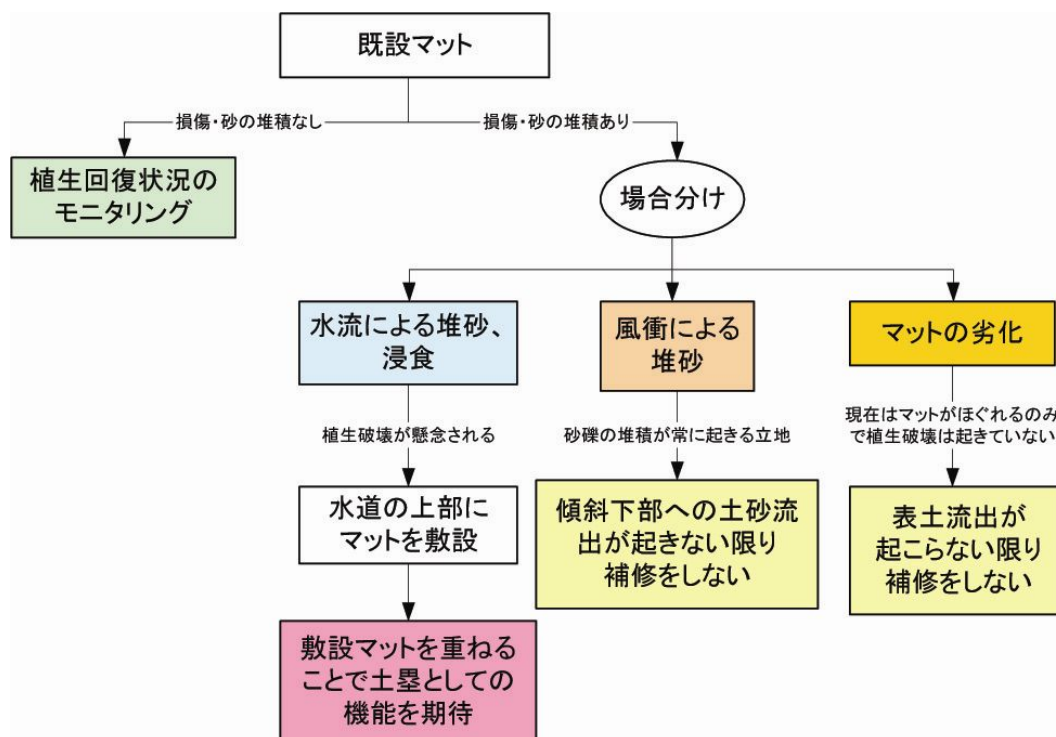 既設マット
損傷・砂の堆積なし
損傷・砂の堆積あり
植生回復状況の
モニタリング
場合分け
水流による堆砂、
浸食
風衝による
堆砂
マットの劣化
植生破壊が懸念される
砂礫の堆積が常に起きる立地
現在はマットがほぐれるのみ
で植生破壊は起きていない
水道の上部に
マットを敷設
傾斜下部への土砂流
出が起きない限り
補修をしない
表土流出が
起こらない限り
補修をしない
敷設マットを重ねる
ことで土塁としての
機能を期待